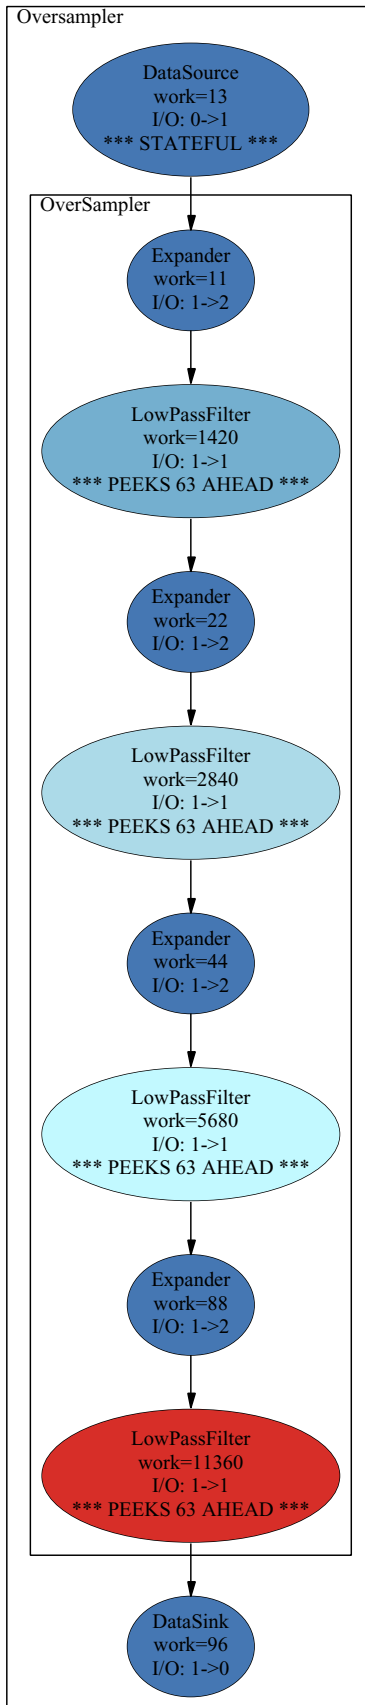 Oversampler
DataSource
work=13
I/O: 0->1
*** STATEFUL ***
OverSampler
Expander
work=11
I/O: 1->2
LowPassFilter
work=1420
I/O: 1->1
*** PEEKS 63 AHEAD ***
Expander
work=22
I/O: 1->2
LowPassFilter
work=2840
I/O: 1->1
*** PEEKS 63 AHEAD ***
Expander
work=44
I/O: 1->2
LowPassFilter
work=5680
I/O: 1->1
*** PEEKS 63 AHEAD ***
Expander
work=88
I/O: 1->2
LowPassFilter
work=11360
I/O: 1->1
*** PEEKS 63 AHEAD ***
DataSink
work=96
I/O: 1->0